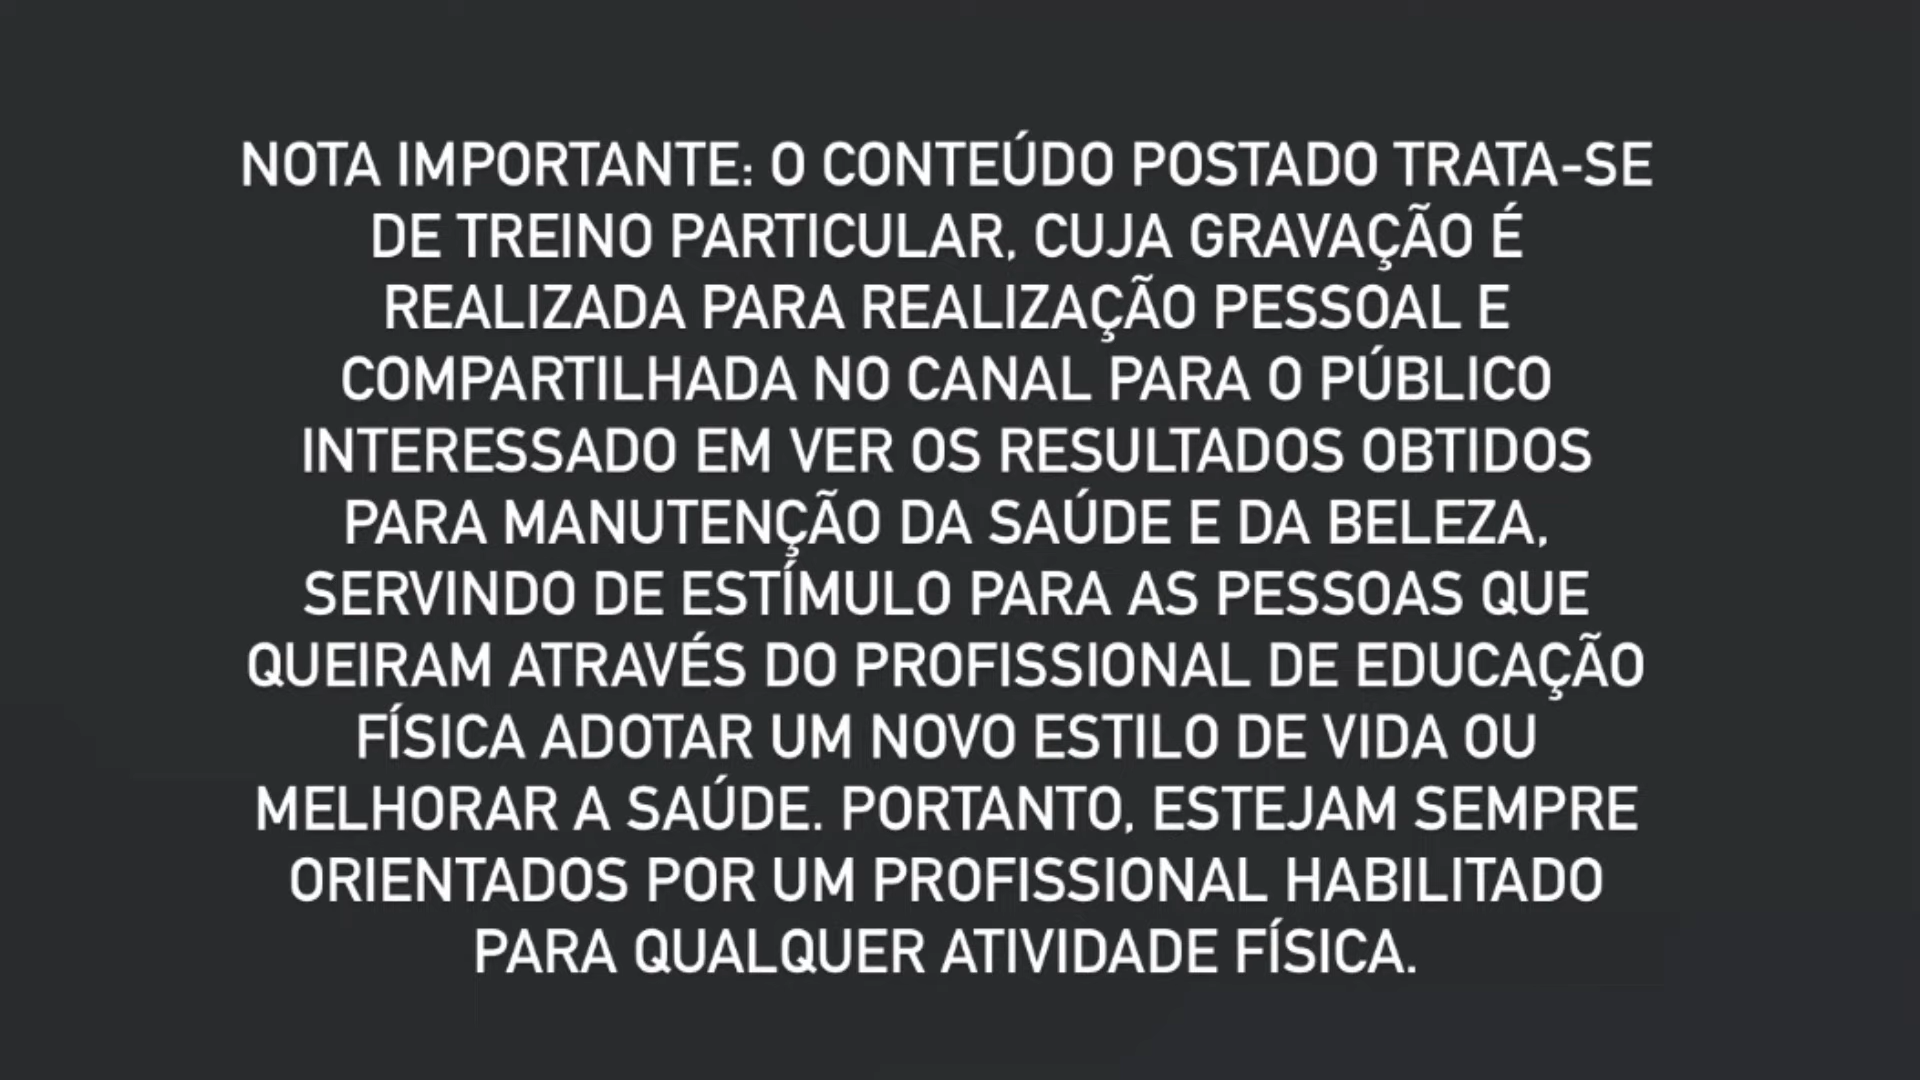 NOTA IMPORTANTE: O CONTEÚDO POSTADO TRATA-SE
DE TREINO PARTICULAR, CUJA GRAVAÇÃO É
REALIZADA PARA REALIZAÇÃO PESSOAL E
COMPARTILHADA NO CANAL PARA O PÚBLICO
INTERESSADO EM VER OS RESULTADOS OBTIDOS
PARA MANUTENÇÃO DA SAÚDE E DA BELEZA,
SERVINDO DE ESTÍMULO PARA AS PESSOAS QUE
QUEIRAM ATRAVÉS DO PROFISSIONAL DE EDUCAÇÃO
FÍSICA ADOTAR UM NOVO ESTILO DE VIDA OU
MELHORAR A SAÚDE. PORTANTO, ESTEJAM SEMPRE
ORIENTADOS POR UM PROFISSIONAL HABILITADO
PARA QUALQUER ATIVIDADE FÍSICA.